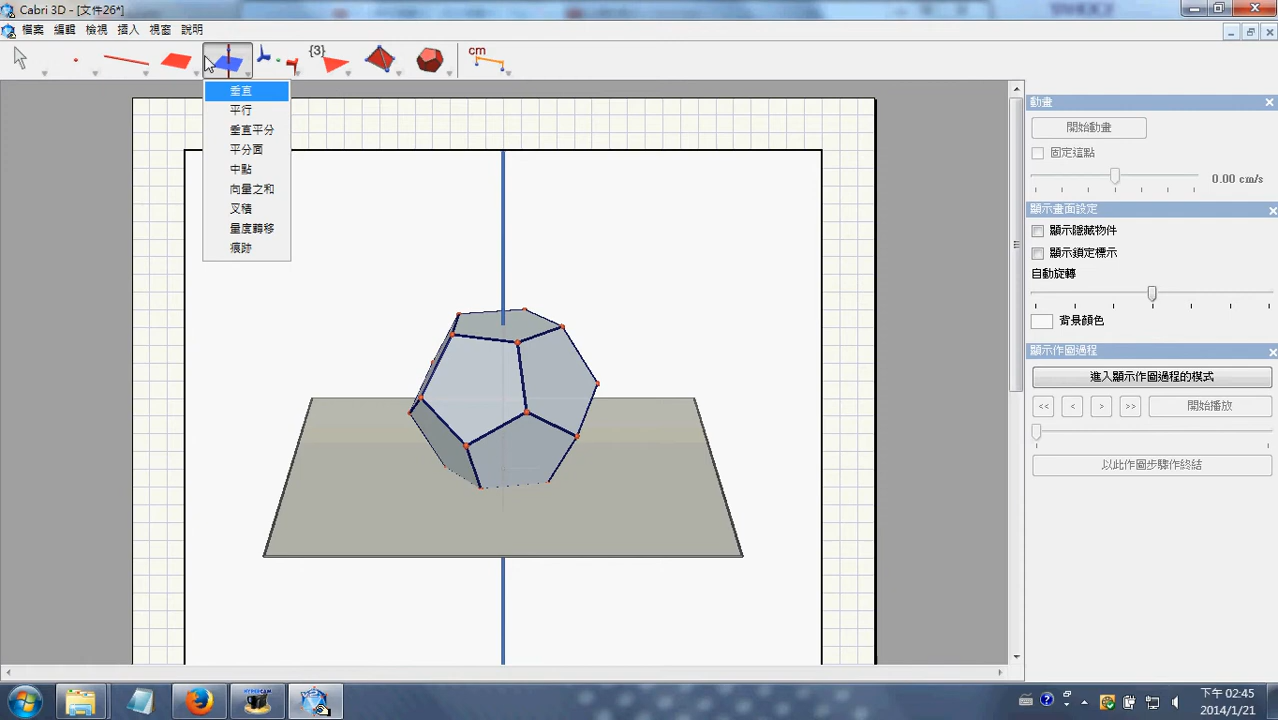 Cabri 3D - [文件26*]
檔案 編輯 檢視 插入 視窗 說明
{3} cm
垂直
平行
垂直平分
平分面
中點
向量之和
叉積
量度轉移
痕跡
動畫
開始動畫
固定這點
0.00 cm/s
顯示畫面設定
顯示隱藏物件
顯示鎖定標示
自動旋轉
背景顏色
顯示作圖過程
進入顯示作圖過程的模式
<< < > >> 開始播放
以此作圖步驟作終結
HYPERCAM
下午 02:45
2014/1/21